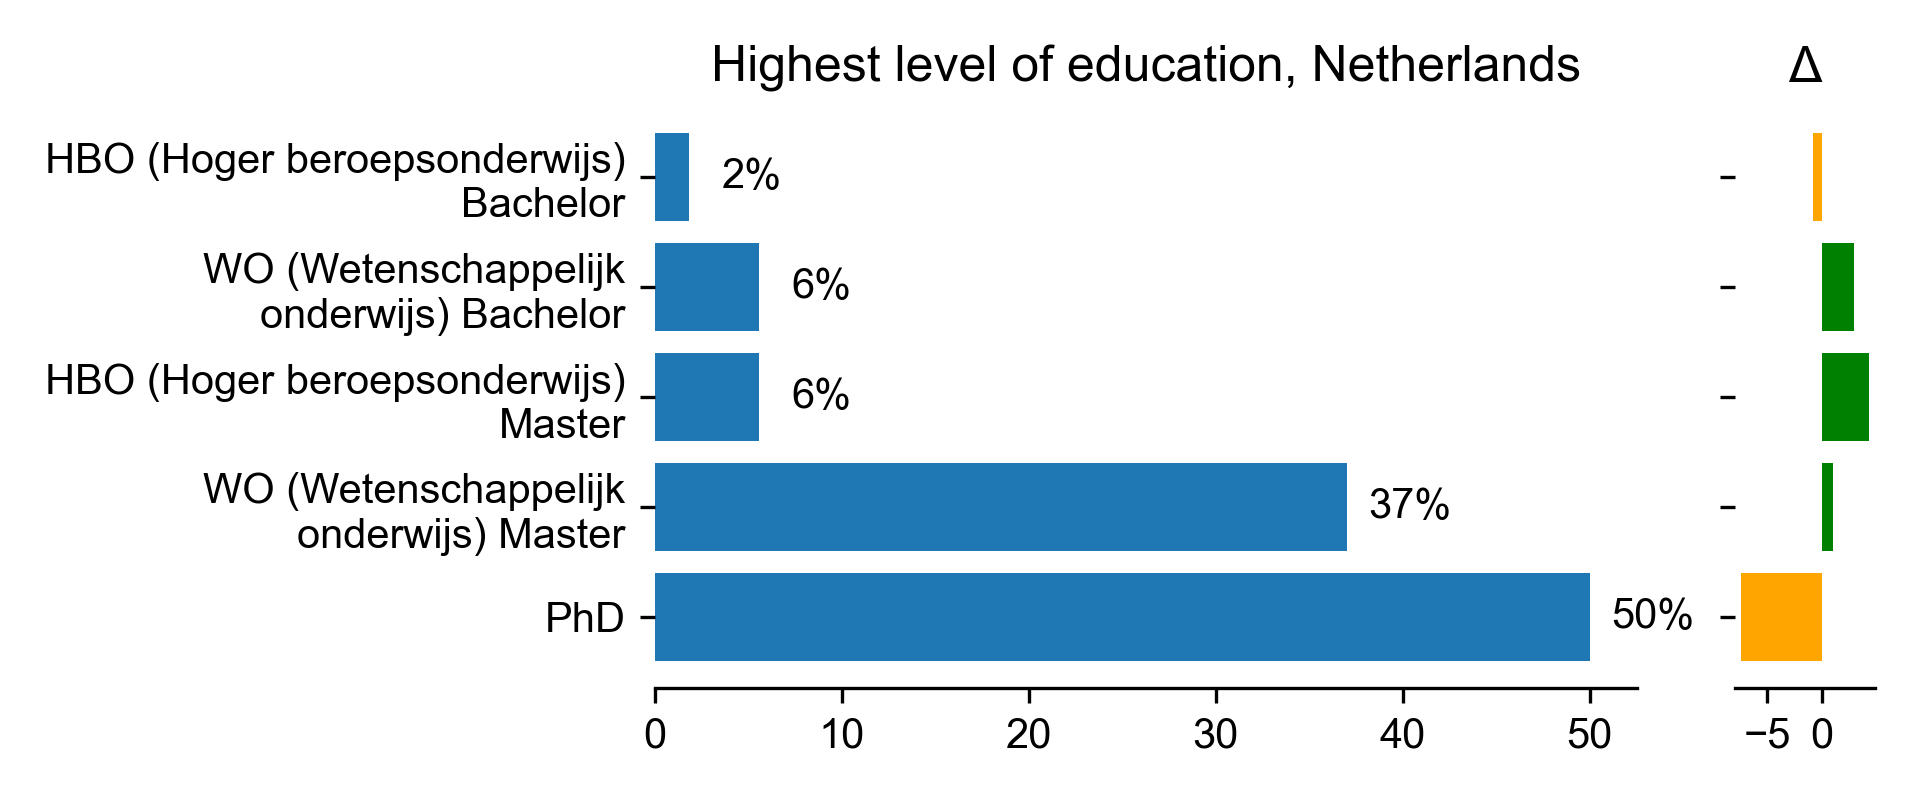 Highest level of education, Netherlands
Δ
HBO (Hoger beroepsonderwijs)
Bachelor
2%
WO (Wetenschappelijk
onderwijs) Bachelor
6%
HBO (Hoger beroepsonderwijs)
Master
6%
WO (Wetenschappelijk
onderwijs) Master
37%
PhD
50%
0 10 20 30 40 50
−5 0